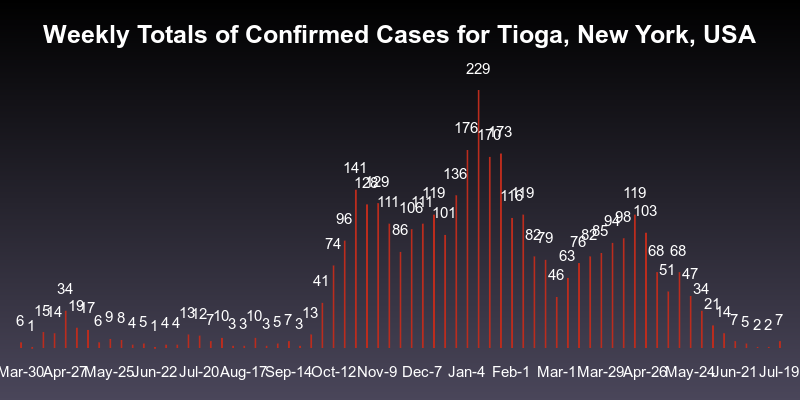 Weekly Totals of Confirmed Cases for Tioga, New York, USA
229
176 170 173
141 128 129 136
111 106 111 119 101 116 119 119
96 86 94 98 103
74 82 79 76 82 85
63 68 51 68
41 46 47
34 34
6 1 15 14 19 17 6 9 8 4 5 1 4 4 13 12 7 10 3 3 10 3 5 7 3 13 21 14 7 5 2 2 7
Mar-30 Apr-27 May-25 Jun-22 Jul-20 Aug-17 Sep-14 Oct-12 Nov-9 Dec-7 Jan-4 Feb-1 Mar-1 Mar-29 Apr-26 May-24 Jun-21 Jul-19